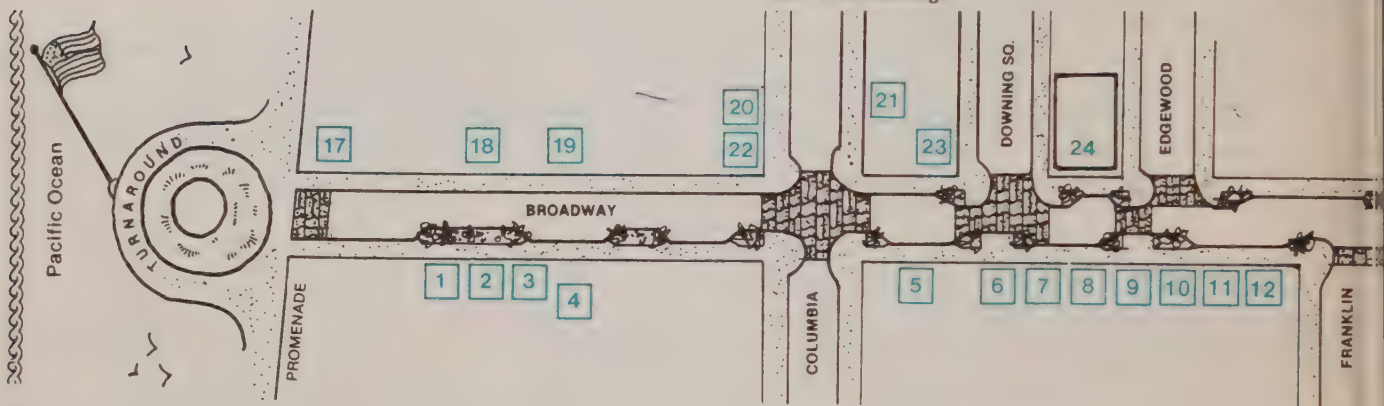 Pacific Ocean
TURNAROUND
PROMENADE
17
18
19
20
22
BROADWAY
1
2
3
4
COLUMBIA
21
23
DOWNING SQ.
24
EDGEWOOD
5
6
7
8
9
10
11
12
FRANKLIN